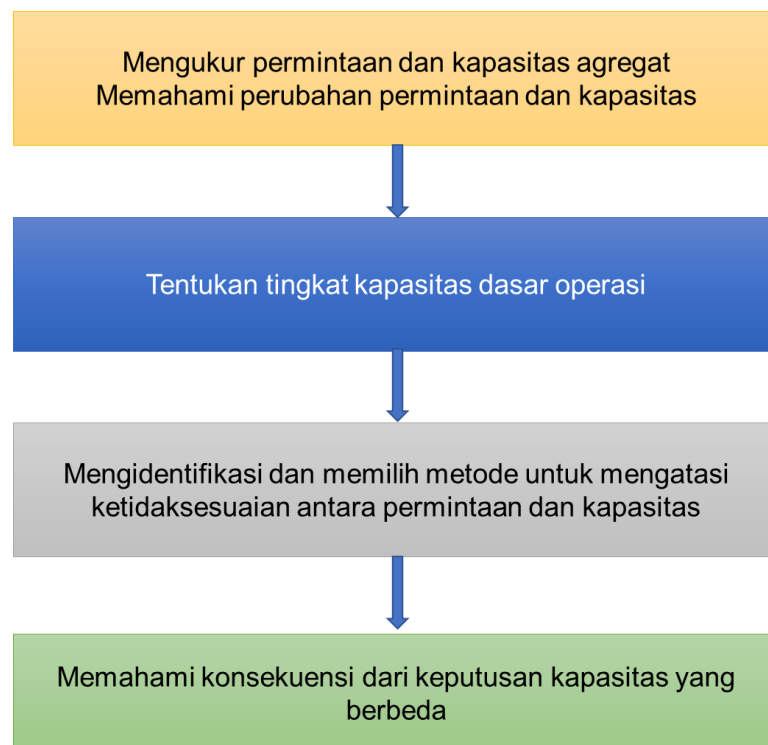 Mengukur permintaan dan kapasitas agregat
Memahami perubahan permintaan dan kapasitas
Tentukan tingkat kapasitas dasar operasi
Mengidentifikasi dan memilih metode untuk mengatasi
ketidaksesuaian antara permintaan dan kapasitas
Memahami konsekuensi dari keputusan kapasitas yang
berbeda